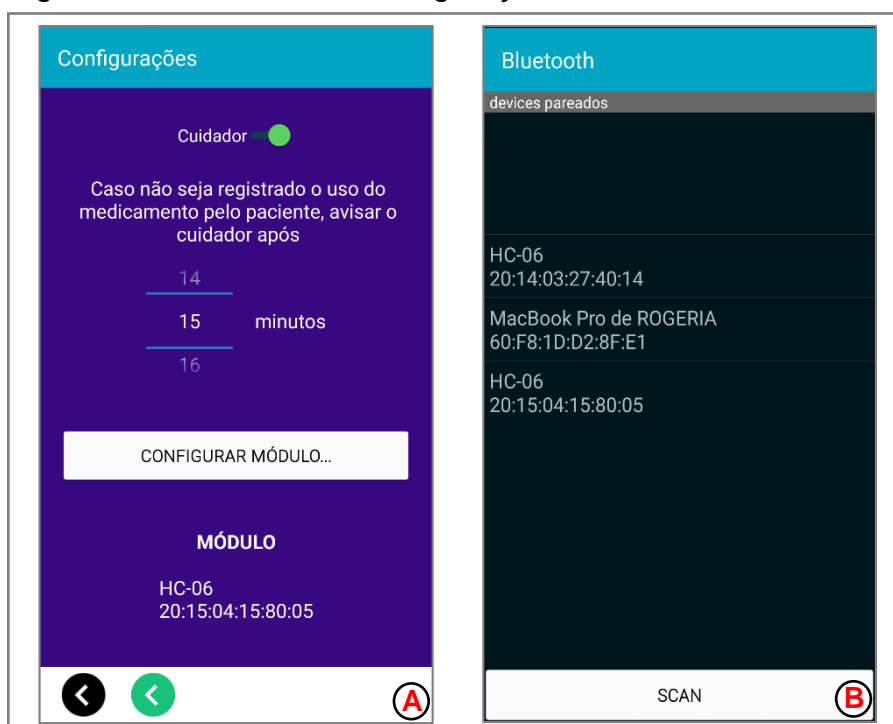 Configurações
Cuidador
Caso não seja registrado o uso do
medicamento pelo paciente, avisar o
cuidador após
14
15 minutos
16
CONFIGURAR MÓDULO...
MÓDULO
HC-06
20:15:04:15:80:05
A
Bluetooth
devices pareados
HC-06
20:14:03:27:40:14
MacBook Pro de ROGERIA
60:F8:1D:D2:8F:E1
HC-06
20:15:04:15:80:05
SCAN
B